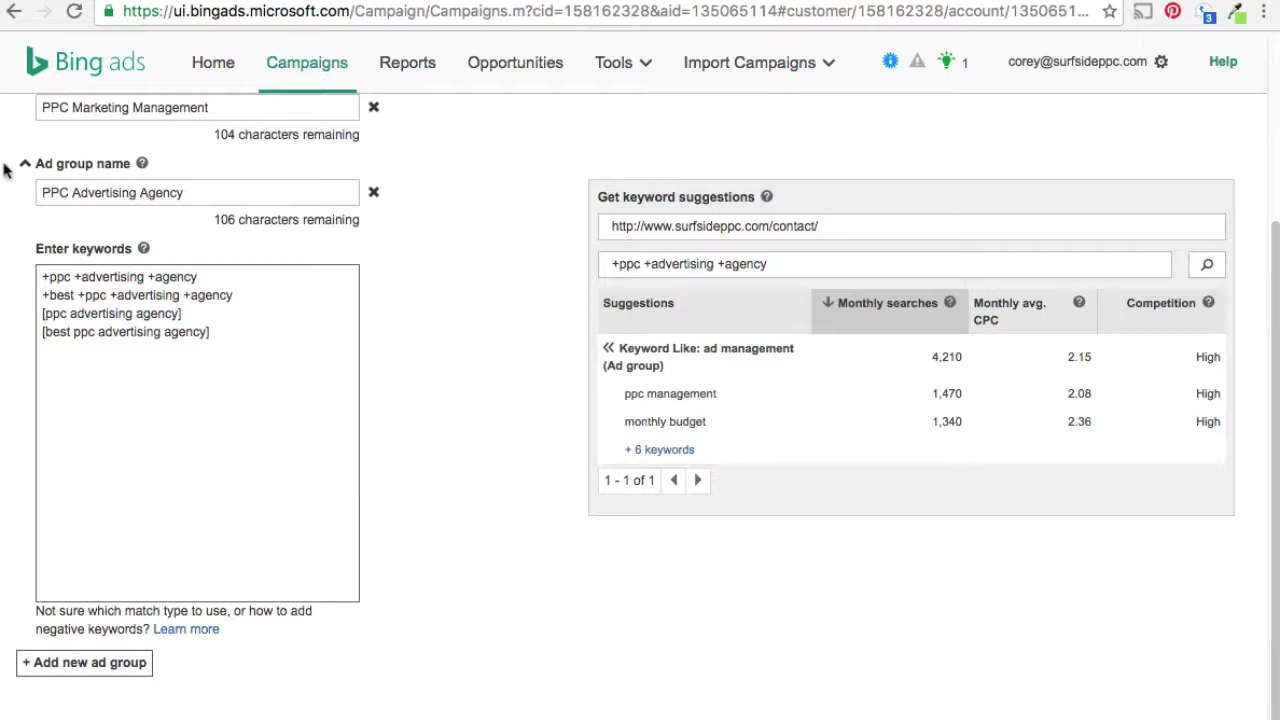 https://ui.bingads.microsoft.com/Campaign/Campaigns.m?cid=158162328&aid=135065114#customer/158162328/account/1350651...
3
Bing ads
Home
Campaigns
Reports
Opportunities
Tools
Import Campaigns
1
corey@surfsideppc.com
Help
PPC Marketing Management
104 characters remaining
Ad group name
PPC Advertising Agency
106 characters remaining
Enter keywords
+ppc +advertising +agency
+best +ppc +advertising +agency
[ppc advertising agency]
[best ppc advertising agency]
Not sure which match type to use, or how to add
negative keywords? Learn more
+ Add new ad group
Get keyword suggestions
http://www.surfsideppc.com/contact/
+ppc +advertising +agency
Suggestions
Monthly searches
Monthly avg.
CPC
Competition
Keyword Like: ad management
(Ad group)
4,210
2.15
High
ppc management
1,470
2.08
High
monthly budget
1,340
2.36
High
+ 6 keywords
1 - 1 of 1